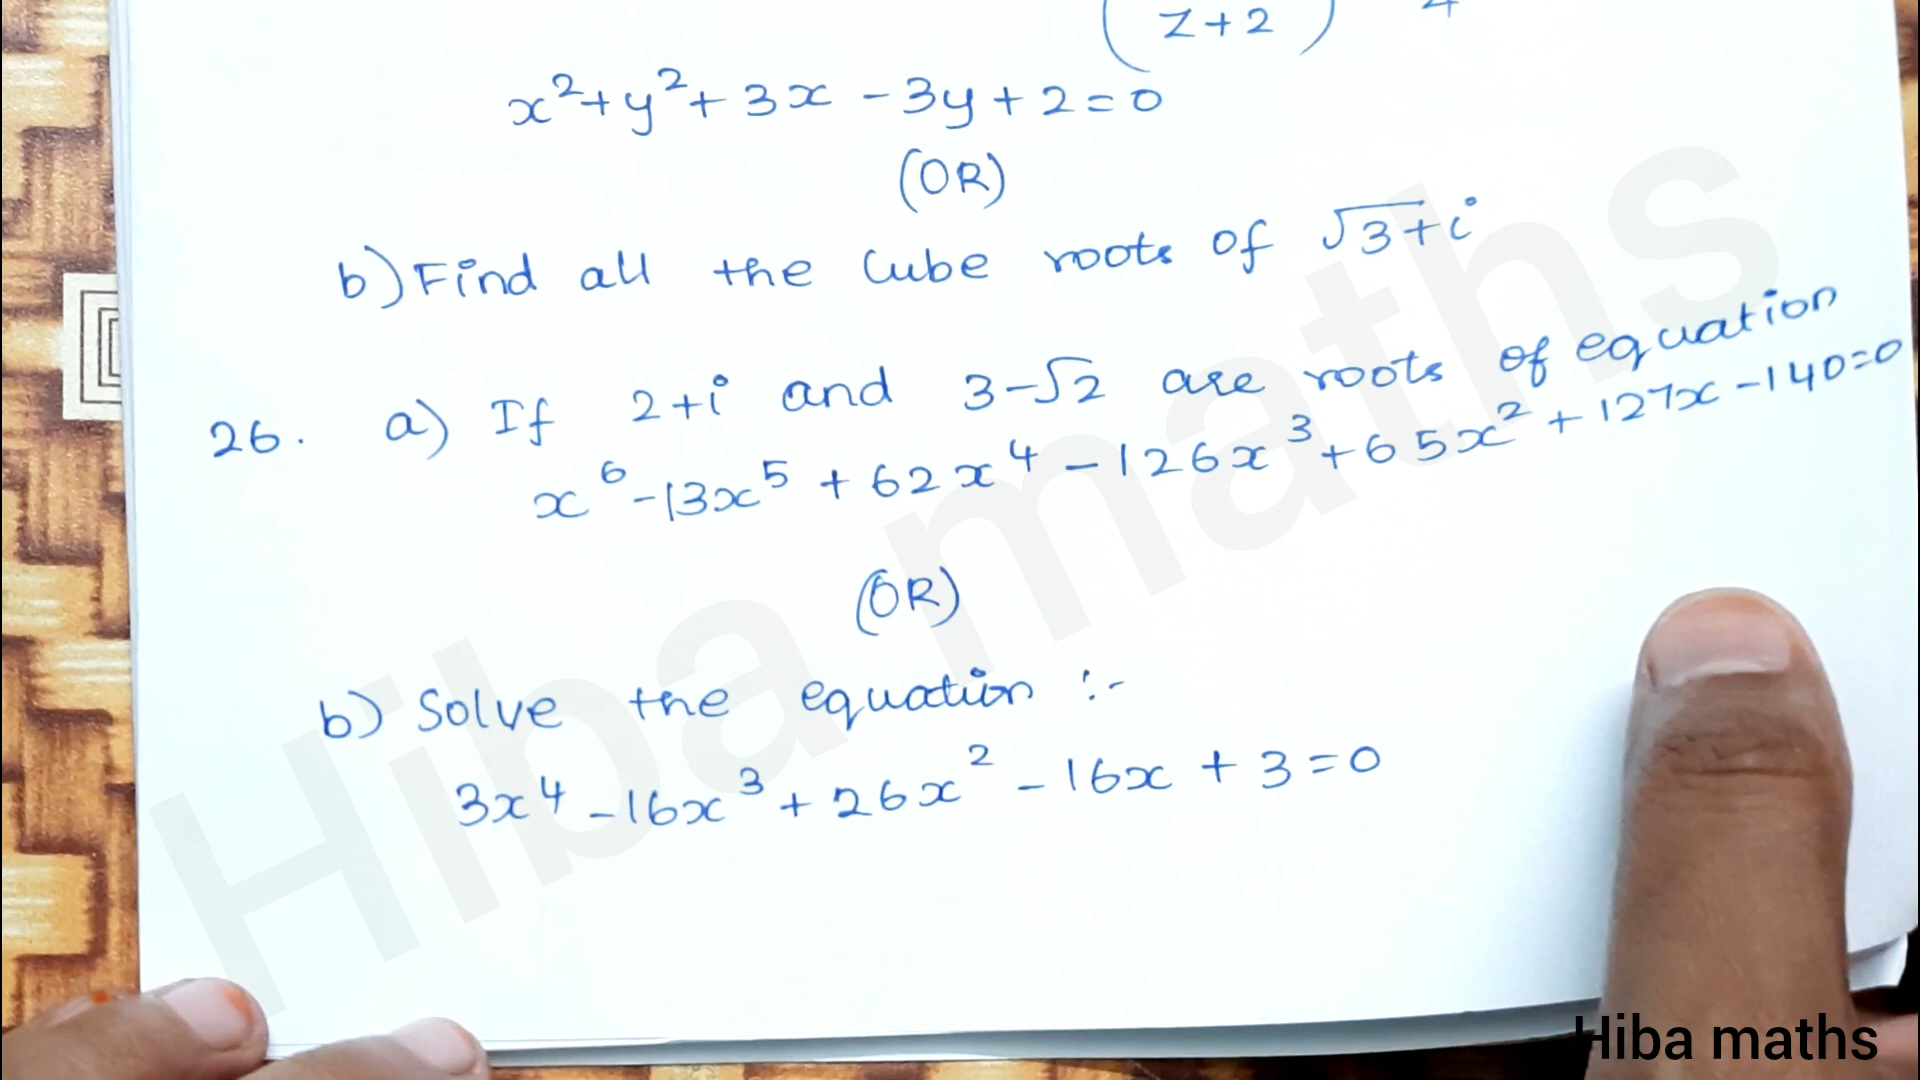 (z+2) 4
x²+y²+3x -3y+2=0
(OR)
b) Find all the cube roots of √3+i
26. a) If 2+i and 3-√2 are roots of equation
x⁶-13x⁵+62x⁴-126x³+65x²+127x-140=0
(OR)
b) Solve the equation :-
3x⁴-16x³+26x²-16x+3=0
Hiba maths
Hiba maths